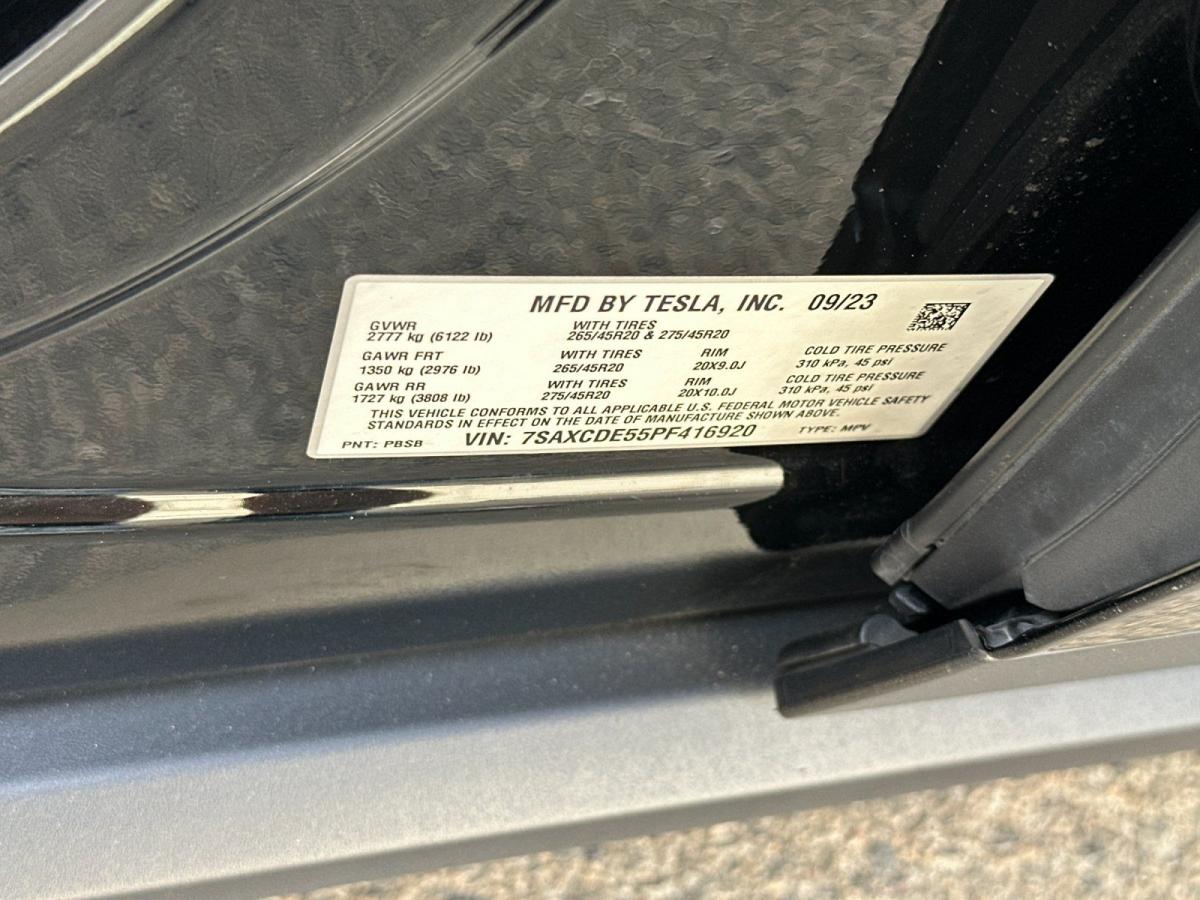 MFD BY TESLA, INC. 09/23
GVWR WITH TIRES
2777 kg (6122 lb) 265/45R20 & 275/45R20
GAWR FRT WITH TIRES RIM COLD TIRE PRESSURE
1350 kg (2976 lb) 265/45R20 20X9.0J 310 kPa, 45 psi
GAWR RR WITH TIRES RIM COLD TIRE PRESSURE
1727 kg (3808 lb) 275/45R20 20X10.0J 310 kPa, 45 psi
THIS VEHICLE CONFORMS TO ALL APPLICABLE U.S. FEDERAL MOTOR VEHICLE SAFETY
STANDARDS IN EFFECT ON THE DATE OF MANUFACTURE SHOWN ABOVE.
PNT: PBSB VIN: 7SAXCDE55PF416920 TYPE: MPV